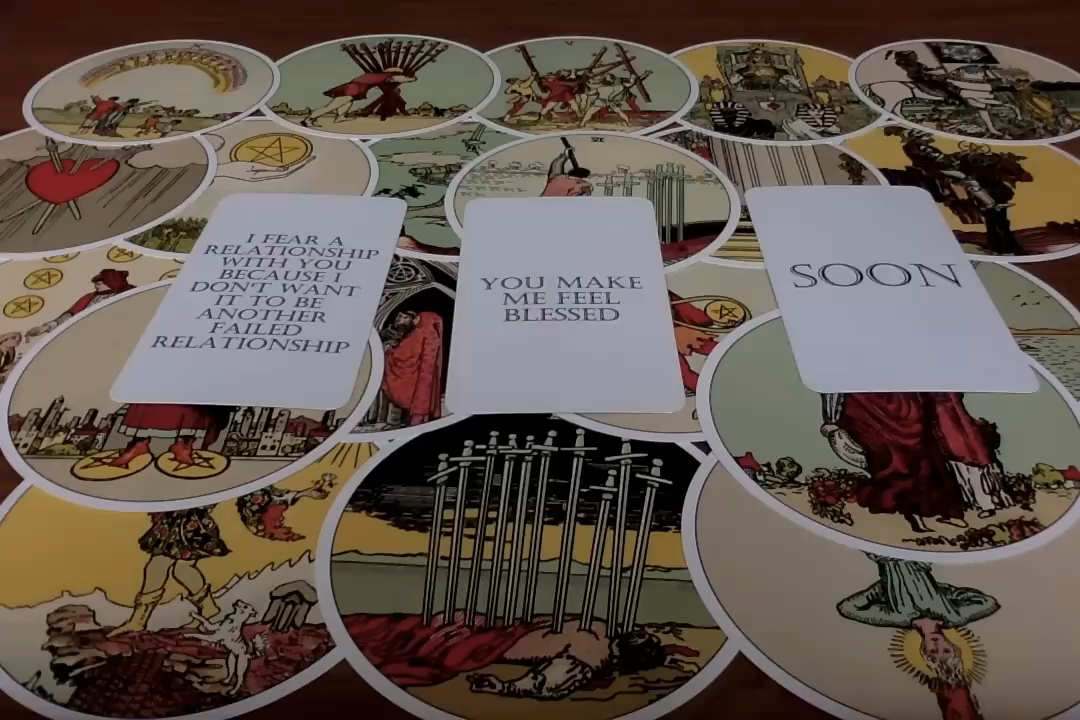 I FEAR A
RELATIONSHIP
WITH YOU
BECAUSE I
DON'T WANT
IT TO BE
ANOTHER
FAILED
RELATIONSHIP
YOU MAKE
ME FEEL
BLESSED
SOON